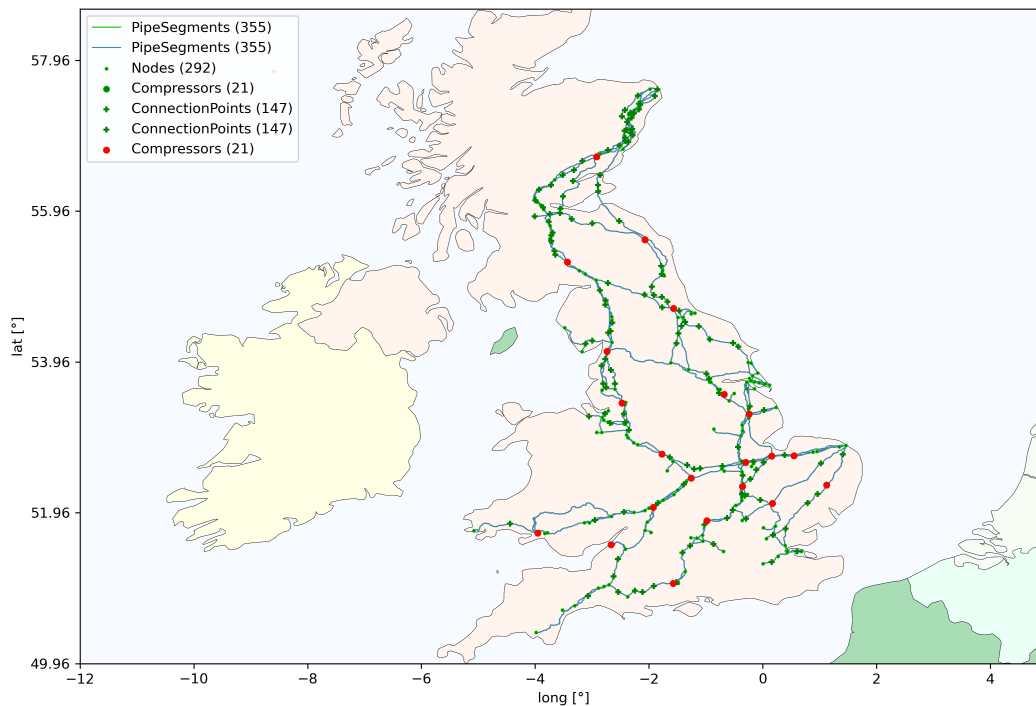 PipeSegments (355)
PipeSegments (355)
Nodes (292)
Compressors (21)
ConnectionPoints (147)
ConnectionPoints (147)
Compressors (21)
57.96
55.96
53.96
51.96
49.96
lat [°]
−12 −10 −8 −6 −4 −2 0 2 4
long [°]